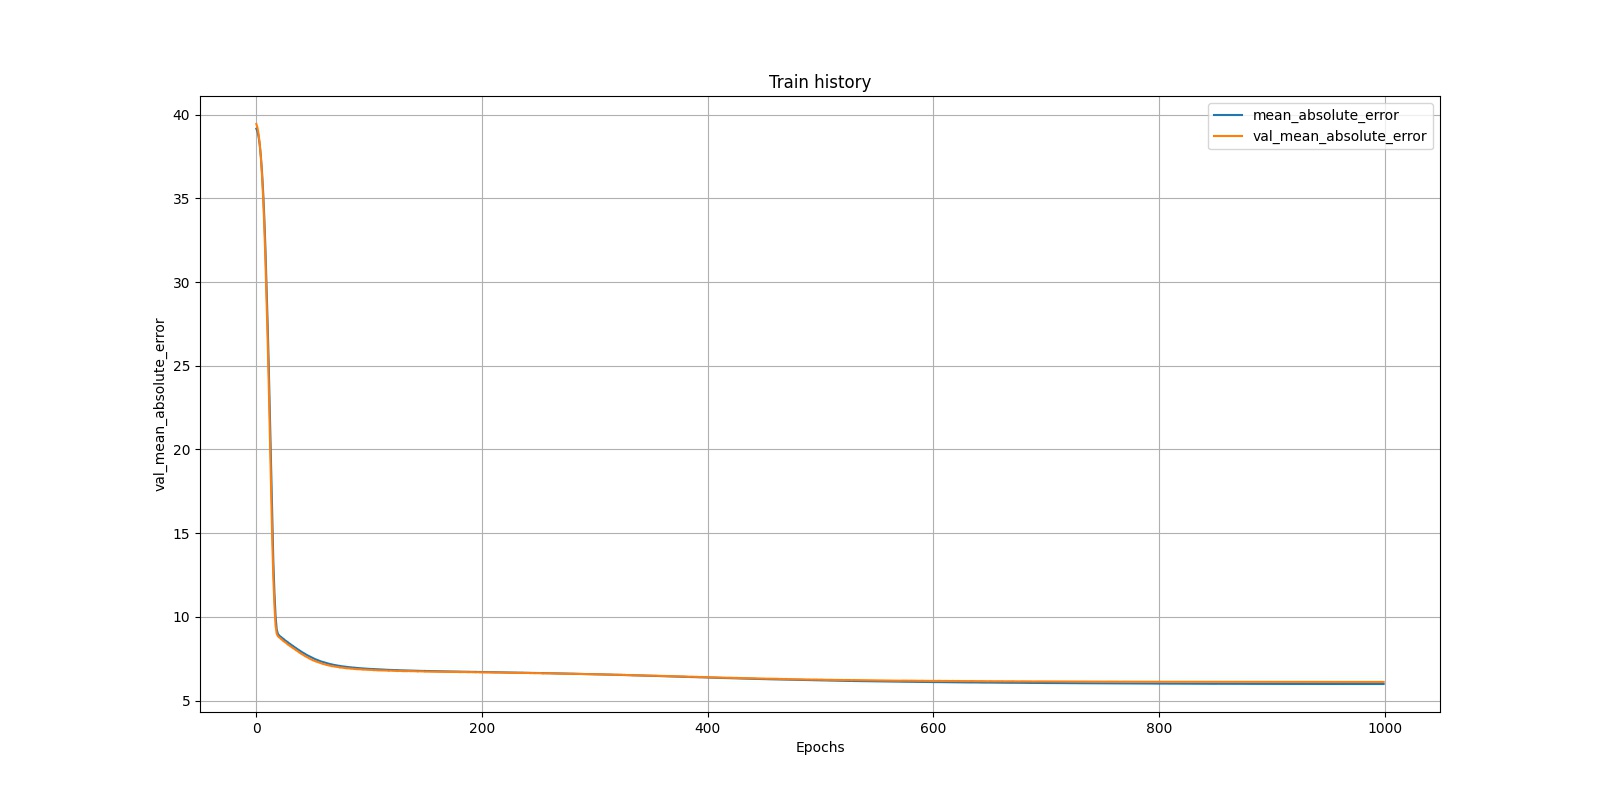 Train history
mean_absolute_error
val_mean_absolute_error
val_mean_absolute_error
40
35
30
25
20
15
10
5
0 200 400 600 800 1000
Epochs